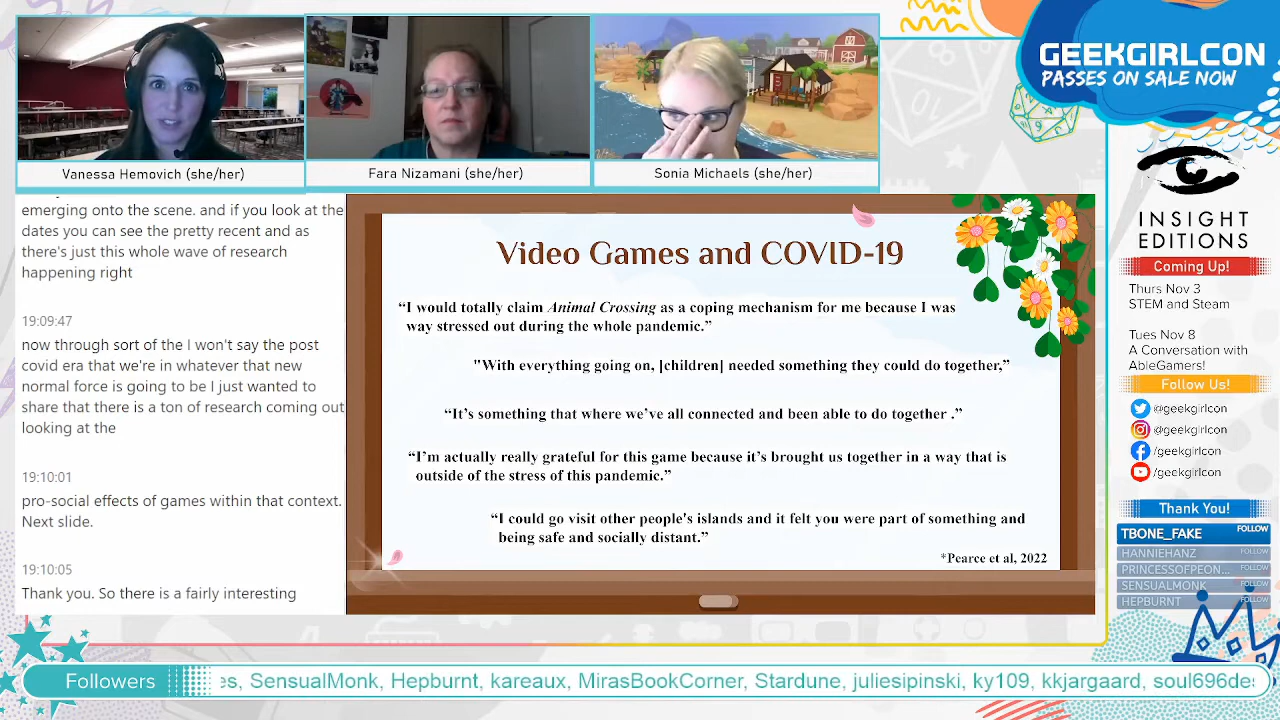 Vanessa Hemovich (she/her)
Fara Nizamani (she/her)
Sonia Michaels (she/her)
GEEKGIRLCON
PASSES ON SALE NOW
emerging onto the scene. and if you look at the
dates you can see the pretty recent and as
there's just this whole wave of research
happening right
19:09:47
now through sort of the I won't say the post
covid era that we're in whatever that new
normal force is going to be I just wanted to
share that there is a ton of research coming out
looking at the
19:10:01
pro-social effects of games within that context.
Next slide.
19:10:05
Thank you. So there is a fairly interesting
Video Games and COVID-19
“I would totally claim Animal Crossing as a coping mechanism for me because I was
way stressed out during the whole pandemic.”
"With everything going on, [children] needed something they could do together,”
“It’s something that where we’ve all connected and been able to do together .”
“I’m actually really grateful for this game because it’s brought us together in a way that is
outside of the stress of this pandemic.”
“I could go visit other people's islands and it felt you were part of something and
being safe and socially distant.”
*Pearce et al, 2022
INSIGHT
EDITIONS
Coming Up!
Thurs Nov 3
STEM and Steam
Tues Nov 8
A Conversation with
AbleGamers!
Follow Us!
@geekgirlcon
@geekgirlcon
/geekgirlcon
/geekgirlcon
Thank You!
TBONE_FAKE FOLLOW
HANNIEHANZ FOLLOW
PRINCESSOFPEON... FOLLOW
SENSUALMONK FOLLOW
HEPBURNT FOLLOW
Followers
es, SensualMonk, Hepburnt, kareaux, MirasBookCorner, Stardune, juliesipinski, ky109, kkjargaard, soul696de